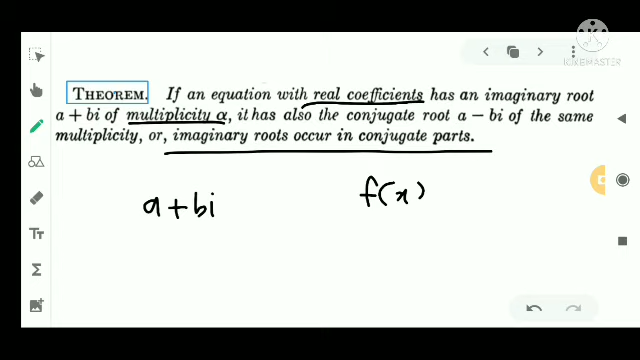 K
KINEMASTER
THEOREM. If an equation with real coefficients has an imaginary root
a + bi of multiplicity α, it has also the conjugate root a − bi of the same
multiplicity, or, imaginary roots occur in conjugate parts.
a + bi f(x)
Tт
Σ